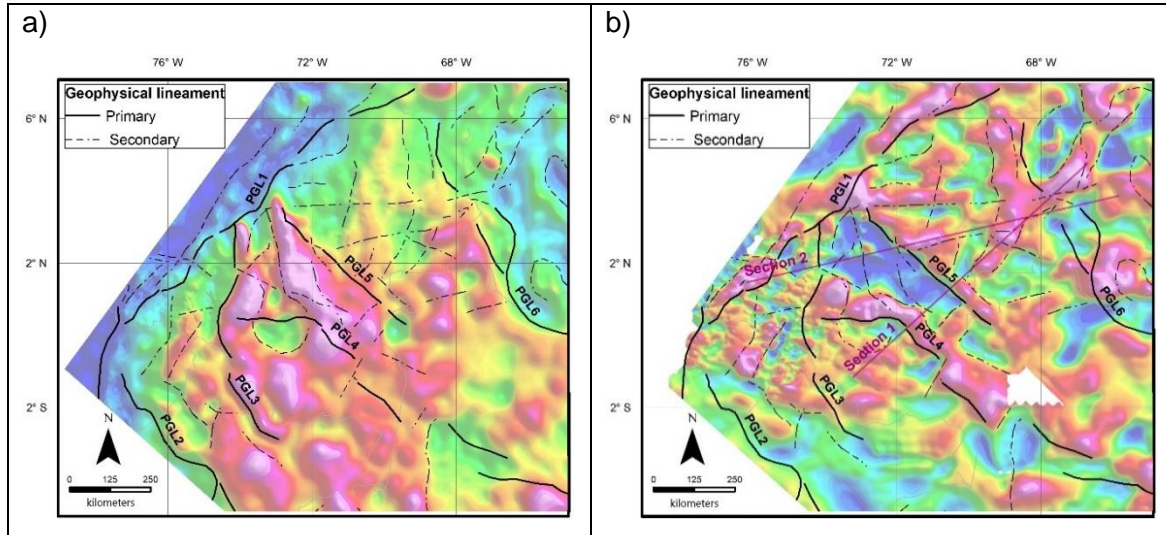 a)
76° W 72° W 68° W
Geophysical lineament
Primary
Secondary
6° N
2° N
2° S
PGL1
PGL5
PGL4
PGL6
PGL3
PGL2
N
0 125 250
kilometers
b)
76° W 72° W 68° W
Geophysical lineament
Primary
Secondary
6° N
2° N
2° S
PGL1
Section 2
PGL5
PGL6
PGL4
Section 1
PGL3
PGL2
N
0 125 250
kilometers